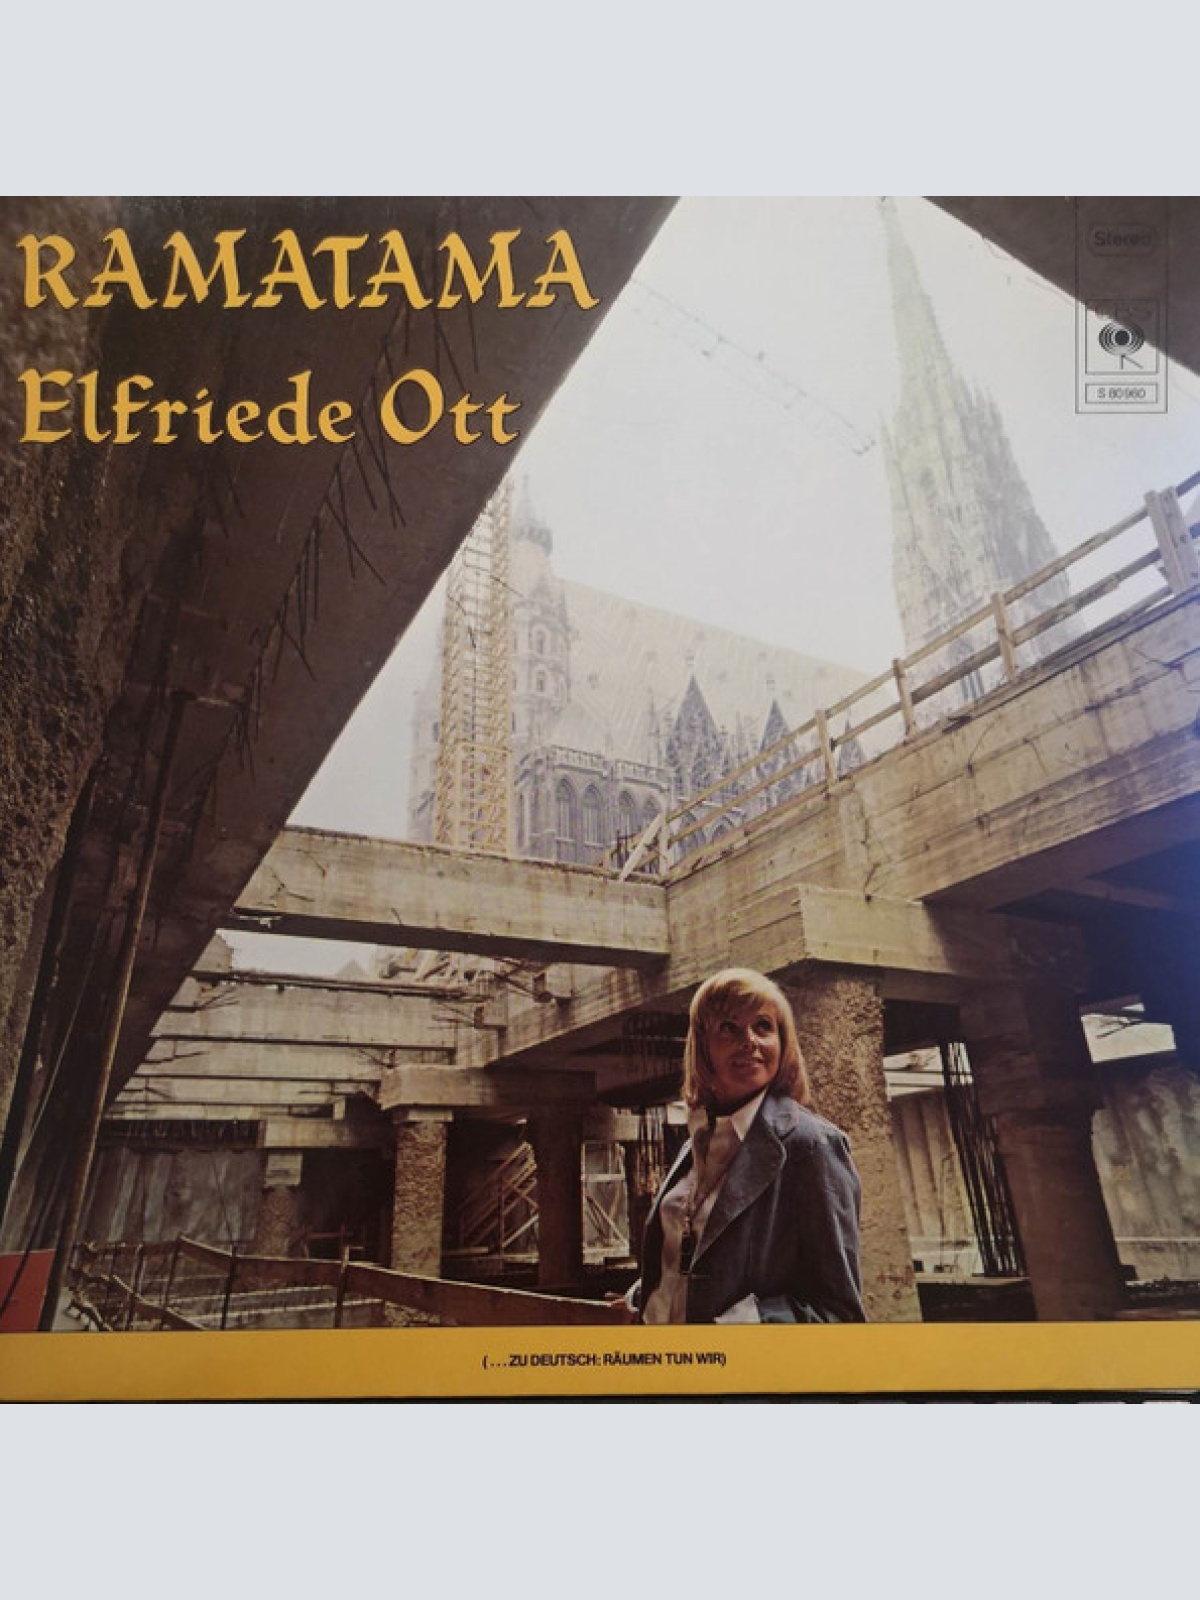 RAMATAMA
Elfriede Ott
Stereo
CBS
S 80960
(...ZU DEUTSCH: RÄUMEN TUN WIR)